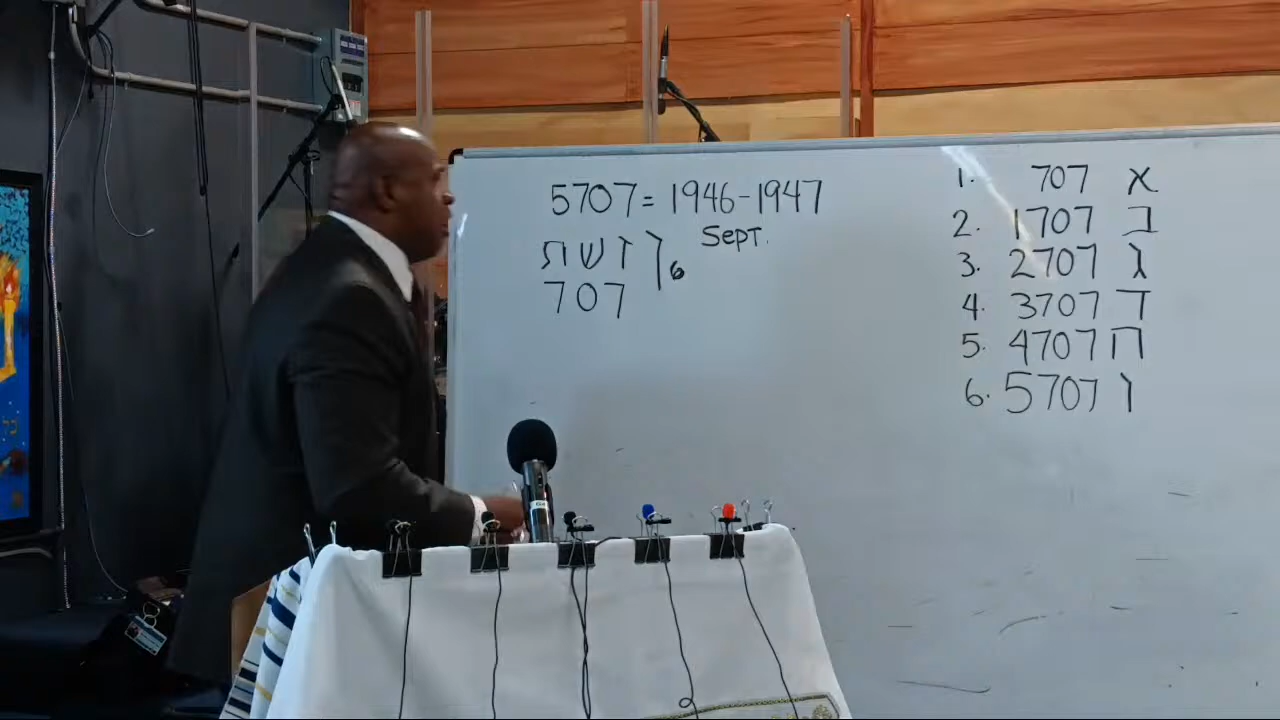 5707 = 1946-1947
Sept.
תשז ו 6
707
1. 707 א
2. 1707 ב
3. 2707 ג
4. 3707 ד
5. 4707 ה
6. 5707 ו